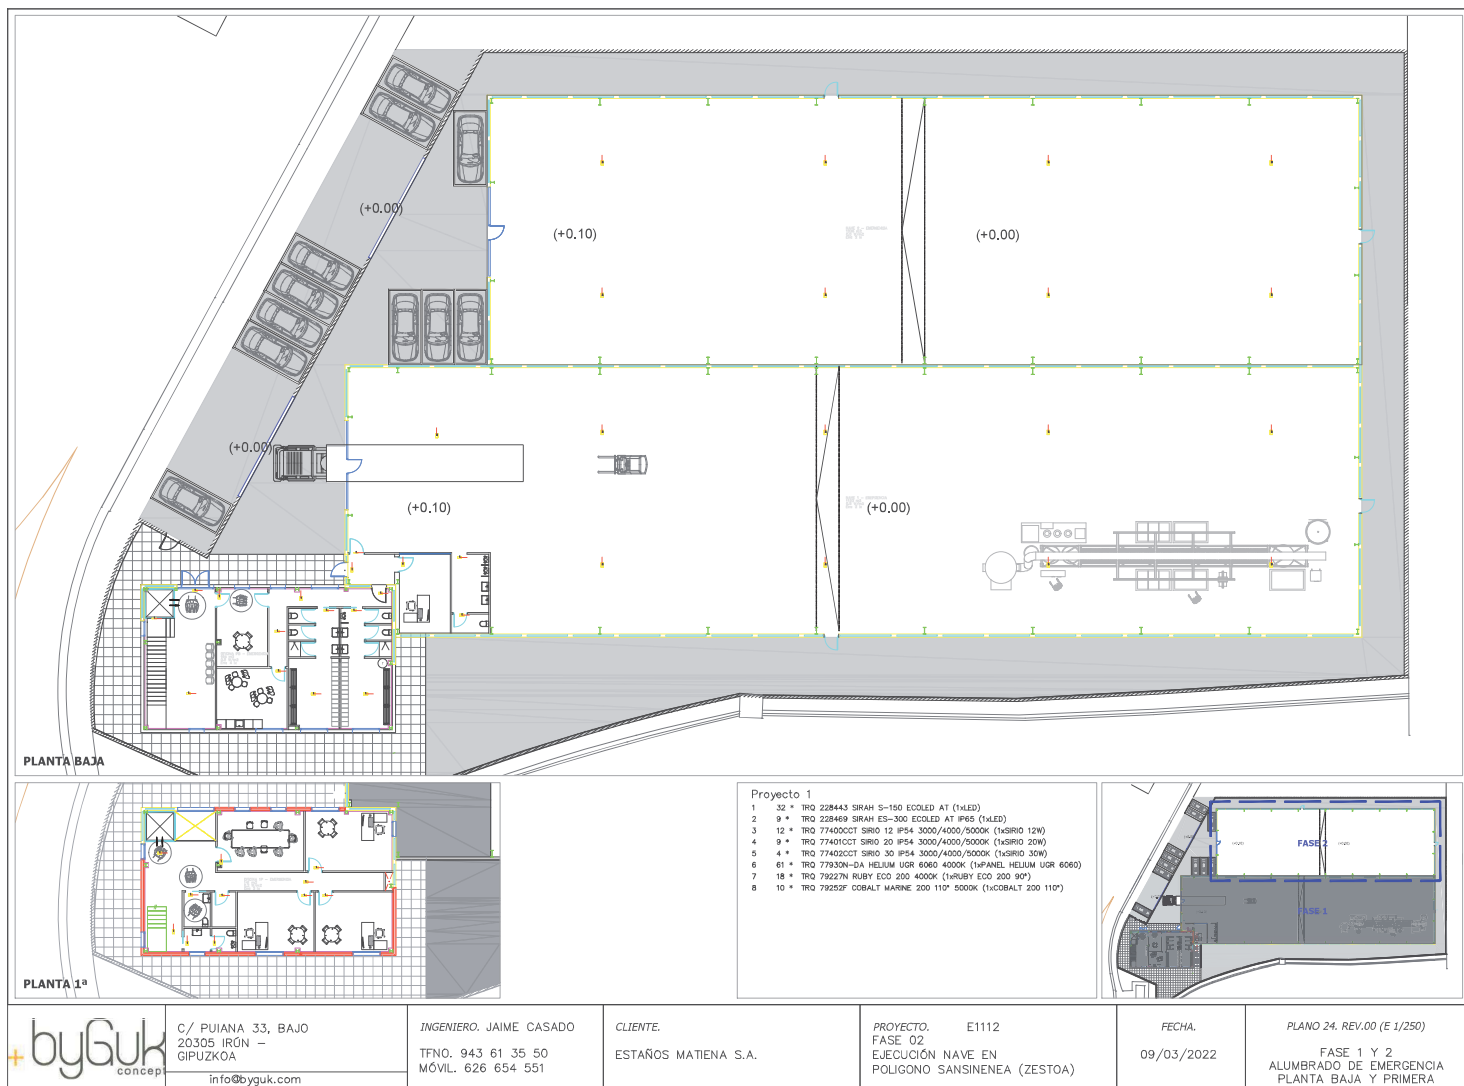 (+0.00)
(+0.10)
(+0.00)
(+0.00)
(+0.10)
(+0.00)
PLANTA BAJA
PLANTA 1ª
Proyecto 1
1 32 * TRQ 228443 SIRAH S-150 ECOLED AT (1xLED)
2 9 * TRQ 228469 SIRAH ES-300 ECOLED AT IP65 (1xLED)
3 12 * TRQ 77400CCT SIRIO 12 IP54 3000/4000/5000K (1xSIRIO 12W)
4 9 * TRQ 77401CCT SIRIO 20 IP54 3000/4000/5000K (1xSIRIO 20W)
5 4 * TRQ 77402CCT SIRIO 30 IP54 3000/4000/5000K (1xSIRIO 30W)
6 61 * TRQ 77930N-DA HELIUM UGR 6060 4000K (1xPANEL HELIUM UGR 6060)
7 18 * TRQ 79227N RUBY ECO 200 4000K (1xRUBY ECO 200 90º)
8 10 * TRQ 79252F COBALT MARINE 200 110º 5000K (1xCOBALT 200 110º)
FASE 2
FASE 1
byGuk
concept
C/ PUIANA 33, BAJO
20305 IRÚN –
GIPUZKOA
info@byguk.com
INGENIERO. JAIME CASADO
TFNO. 943 61 35 50
MÓVIL. 626 654 551
CLIENTE.
ESTAÑOS MATIENA S.A.
PROYECTO. E1112
FASE 02
EJECUCIÓN NAVE EN
POLIGONO SANSINENEA (ZESTOA)
FECHA.
09/03/2022
PLANO 24. REV.00 (E 1/250)
FASE 1 Y 2
ALUMBRADO DE EMERGENCIA
PLANTA BAJA Y PRIMERA